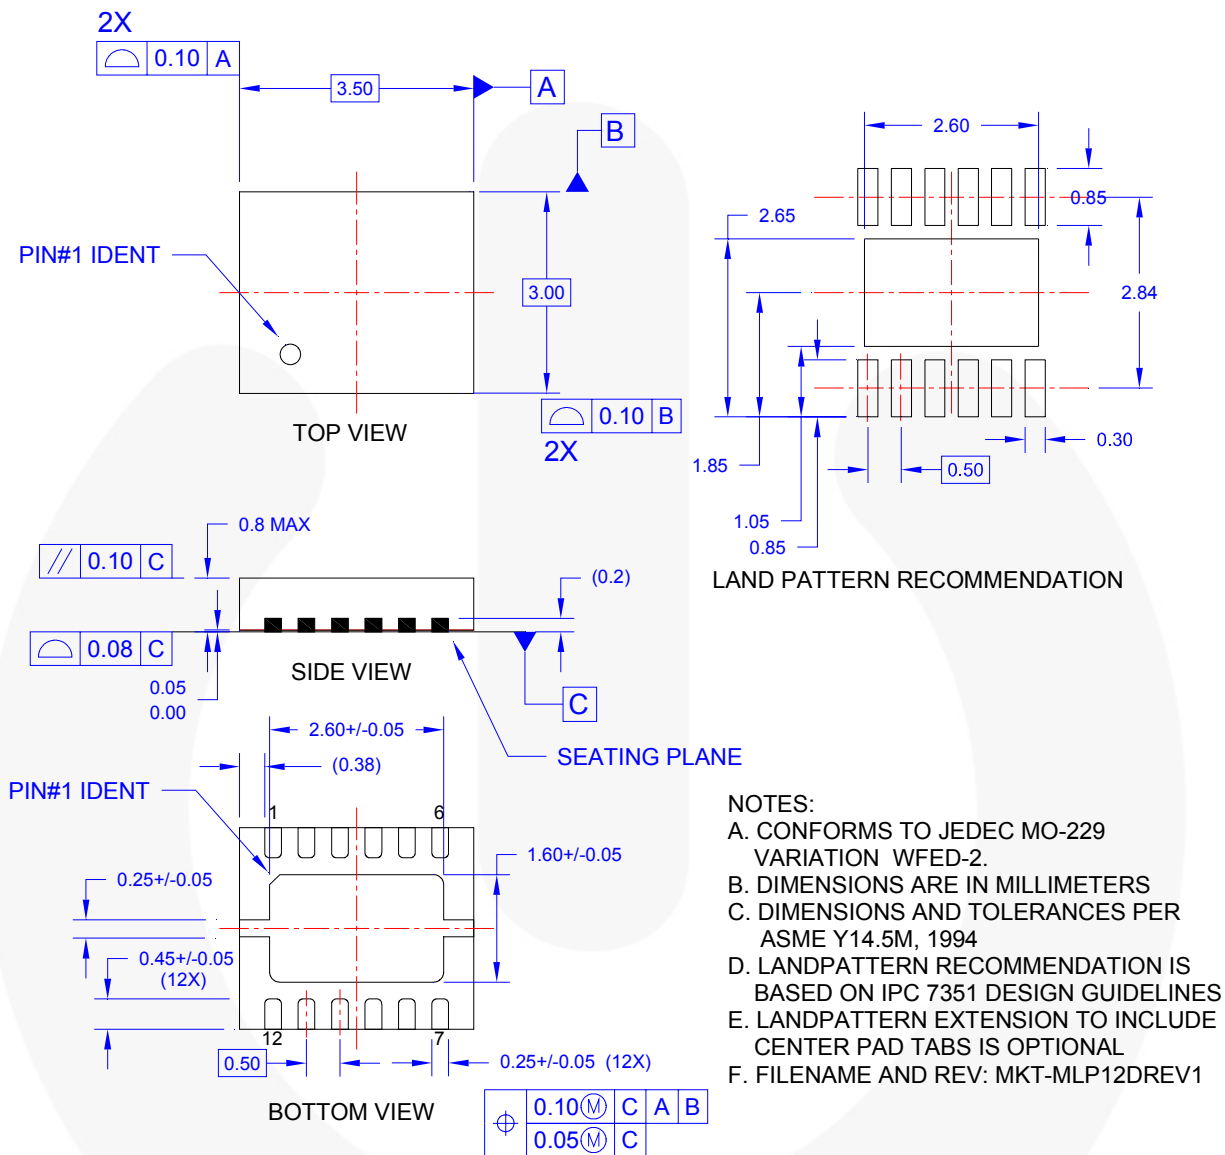 2X
0.10 A
3.50
A
B
PIN#1 IDENT
3.00
0.10 B
2X
TOP VIEW
2.60
0.85
2.65
2.84
1.85
0.30
0.50
1.05
0.85
LAND PATTERN RECOMMENDATION
0.8 MAX
// 0.10 C
(0.2)
0.08 C
SIDE VIEW
0.05
0.00
C
2.60+/-0.05
SEATING PLANE
(0.38)
PIN#1 IDENT
1
6
1.60+/-0.05
0.25+/-0.05
0.45+/-0.05
(12X)
12
7
0.50
0.25+/-0.05 (12X)
BOTTOM VIEW
0.10Ⓜ C A B
0.05Ⓜ C
NOTES:
A. CONFORMS TO JEDEC MO-229
VARIATION WFED-2.
B. DIMENSIONS ARE IN MILLIMETERS
C. DIMENSIONS AND TOLERANCES PER
ASME Y14.5M, 1994
D. LANDPATTERN RECOMMENDATION IS
BASED ON IPC 7351 DESIGN GUIDELINES
E. LANDPATTERN EXTENSION TO INCLUDE
CENTER PAD TABS IS OPTIONAL
F. FILENAME AND REV: MKT-MLP12DREV1